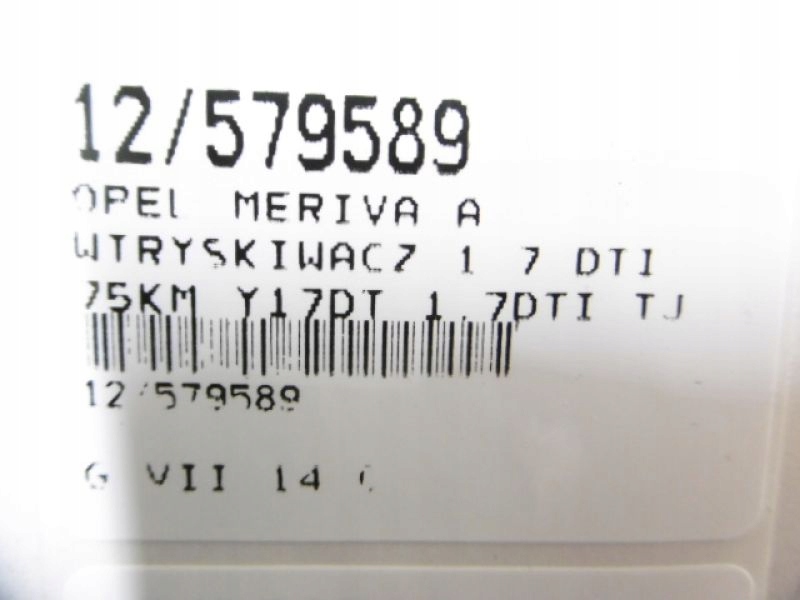 12/579589
OPEL MERIVA A
WTRYSKIWACZ 1 7 DTI
75KM Y17DT 1.7DTI TJ
12/579589
G VII 14